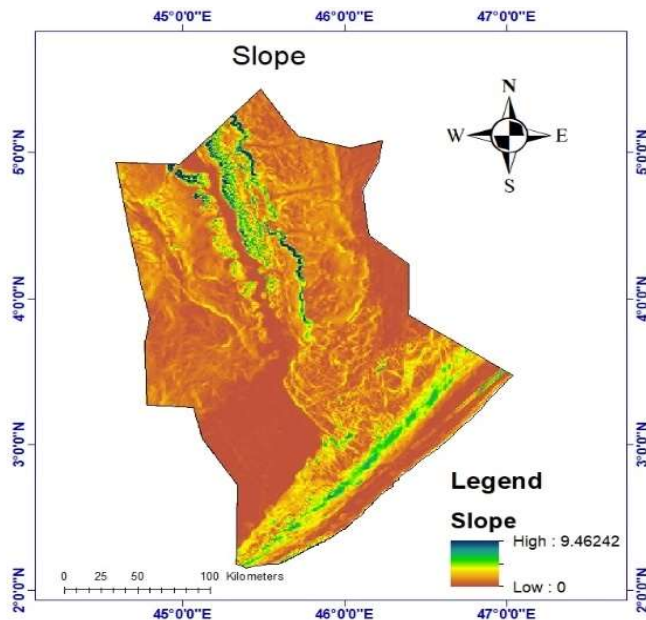 45°0'0"E 46°0'0"E 47°0'0"E
Slope
N
W E
S
5°0'0"N 5°0'0"N
4°0'0"N 4°0'0"N
3°0'0"N 3°0'0"N
Legend
Slope
High : 9.46242
Low : 0
0 25 50 100 Kilometers
2°0'0"N 2°0'0"N
45°0'0"E 46°0'0"E 47°0'0"E